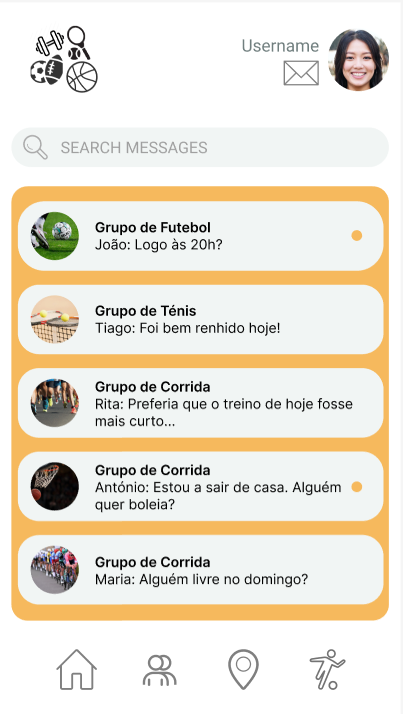 Username
SEARCH MESSAGES
Grupo de Futebol
João: Logo às 20h?
Grupo de Ténis
Tiago: Foi bem renhido hoje!
Grupo de Corrida
Rita: Preferia que o treino de hoje fosse
mais curto...
Grupo de Corrida
António: Estou a sair de casa. Alguém
quer boleia?
Grupo de Corrida
Maria: Alguém livre no domingo?